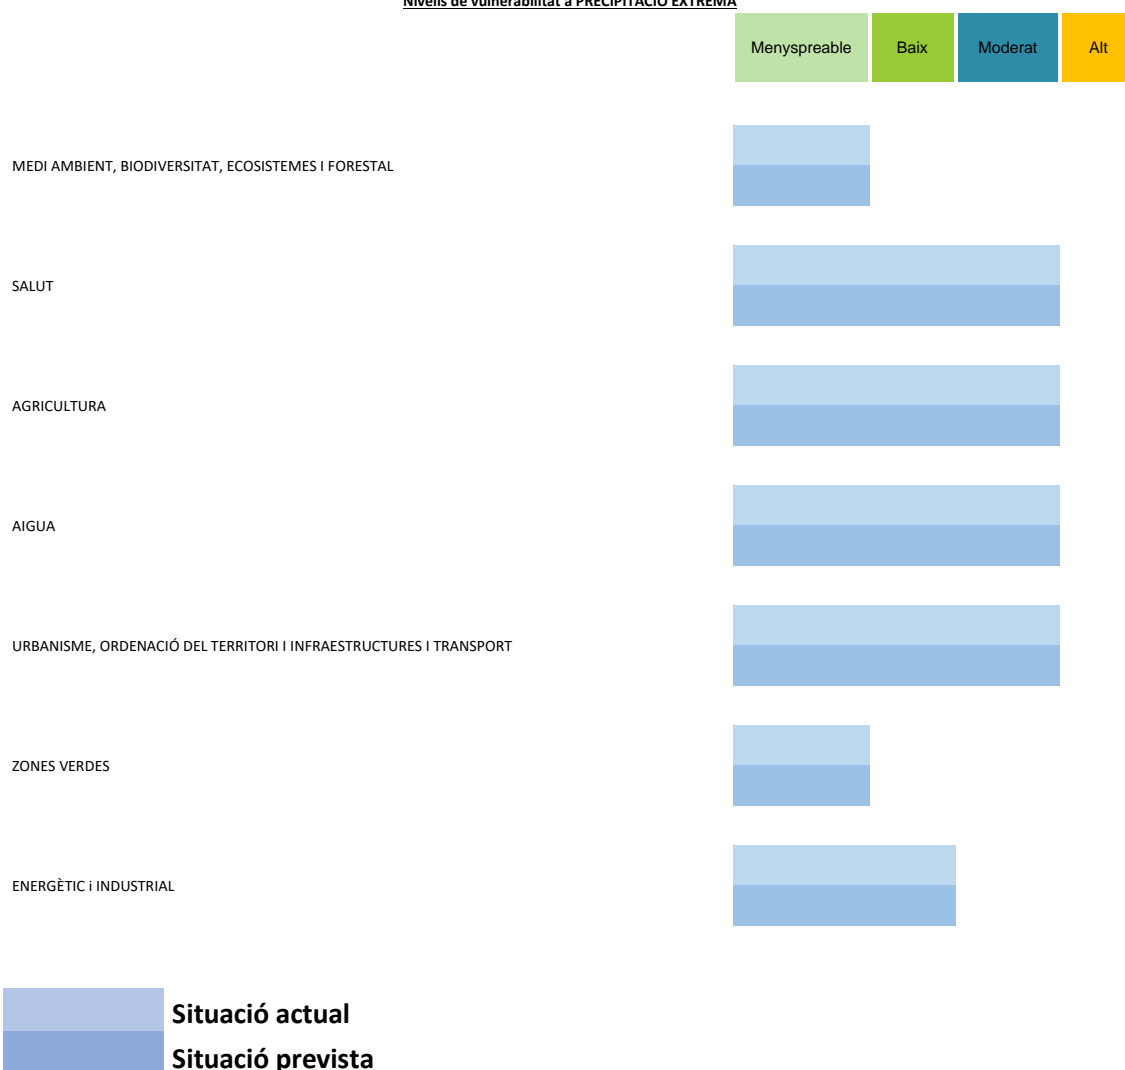 Nivells de vulnerabilitat a PRECIPITACIÓ EXTREMA
Menyspreable Baix Moderat Alt
MEDI AMBIENT, BIODIVERSITAT, ECOSISTEMES I FORESTAL
SALUT
AGRICULTURA
AIGUA
URBANISME, ORDENACIÓ DEL TERRITORI I INFRAESTRUCTURES I TRANSPORT
ZONES VERDES
ENERGÈTIC i INDUSTRIAL
Situació actual
Situació prevista